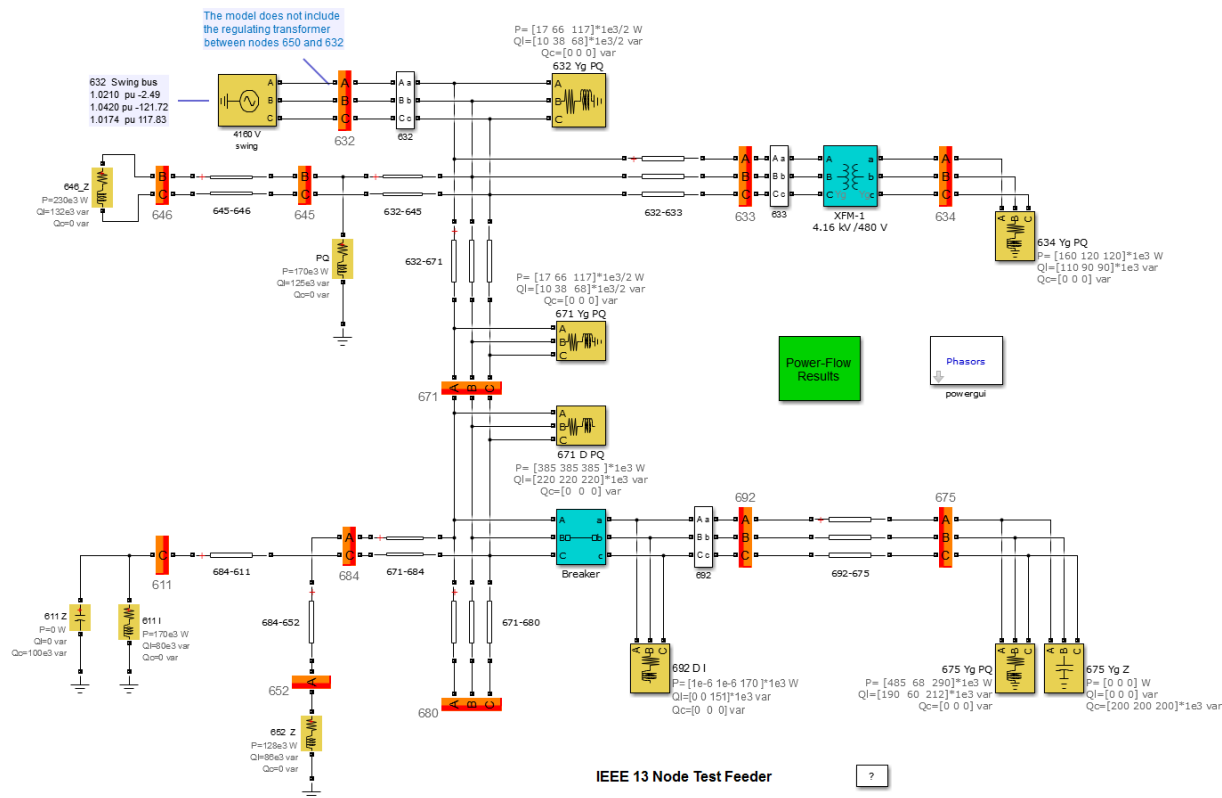 The model does not include
the regulating transformer
between nodes 650 and 632
P= [17 66 117]*1e3/2 W
Ql=[10 38 68]*1e3/2 var
Qc=[0 0 0] var
632 Yg PQ
A
B
C
632 Swing bus
1.0210 pu -2.49
1.0420 pu -121.72
1.0174 pu 117.83
A
B
C
4160 V
swing
A
B
C
632
A a
B b
C c
632
646_Z
P=230e3 W
Ql=132e3 var
Qc=0 var
B
C
646
645-646
B
C
645
632-645
632-633
A
B
C
633
A a
B b
C c
633
A a
B b
C c
XFM-1
4.16 kV /480 V
A
B
C
634
A B C
634 Yg PQ
P= [160 120 120]*1e3 W
Ql=[110 90 90]*1e3 var
Qc=[0 0 0] var
PQ
P=170e3 W
Ql=125e3 var
Qc=0 var
632-671
P= [17 66 117]*1e3/2 W
Ql=[10 38 68]*1e3/2 var
Qc=[0 0 0] var
671 Yg PQ
A
B
C
Power-Flow
Results
Phasors
powergui
671
A B C
A
B
C
671 D PQ
P= [385 385 385 ]*1e3 W
Ql=[220 220 220]*1e3 var
Qc=[0 0 0] var
C
611
684-611
A
C
684
671-684
A a
B b
C c
Breaker
A a
B b
C c
692
692
A
B
C
692-675
675
A
B
C
611 Z
P=0 W
Ql=0 var
Qc=100e3 var
611 I
P=170e3 W
Ql=80e3 var
Qc=0 var
684-652
671-680
652
A
680
A B C
652 Z
P=128e3 W
Ql=86e3 var
Qc=0 var
A B C
692 D I
P=[1e-6 1e-6 170]*1e3 W
Ql=[0 0 151]*1e3 var
Qc=[0 0 0] var
A B C
675 Yg PQ
P= [485 68 290]*1e3 W
Ql=[190 60 212]*1e3 var
Qc=[0 0 0] var
A B C
675 Yg Z
P= [0 0 0] W
Ql=[0 0 0] var
Qc=[200 200 200]*1e3 var
IEEE 13 Node Test Feeder
?